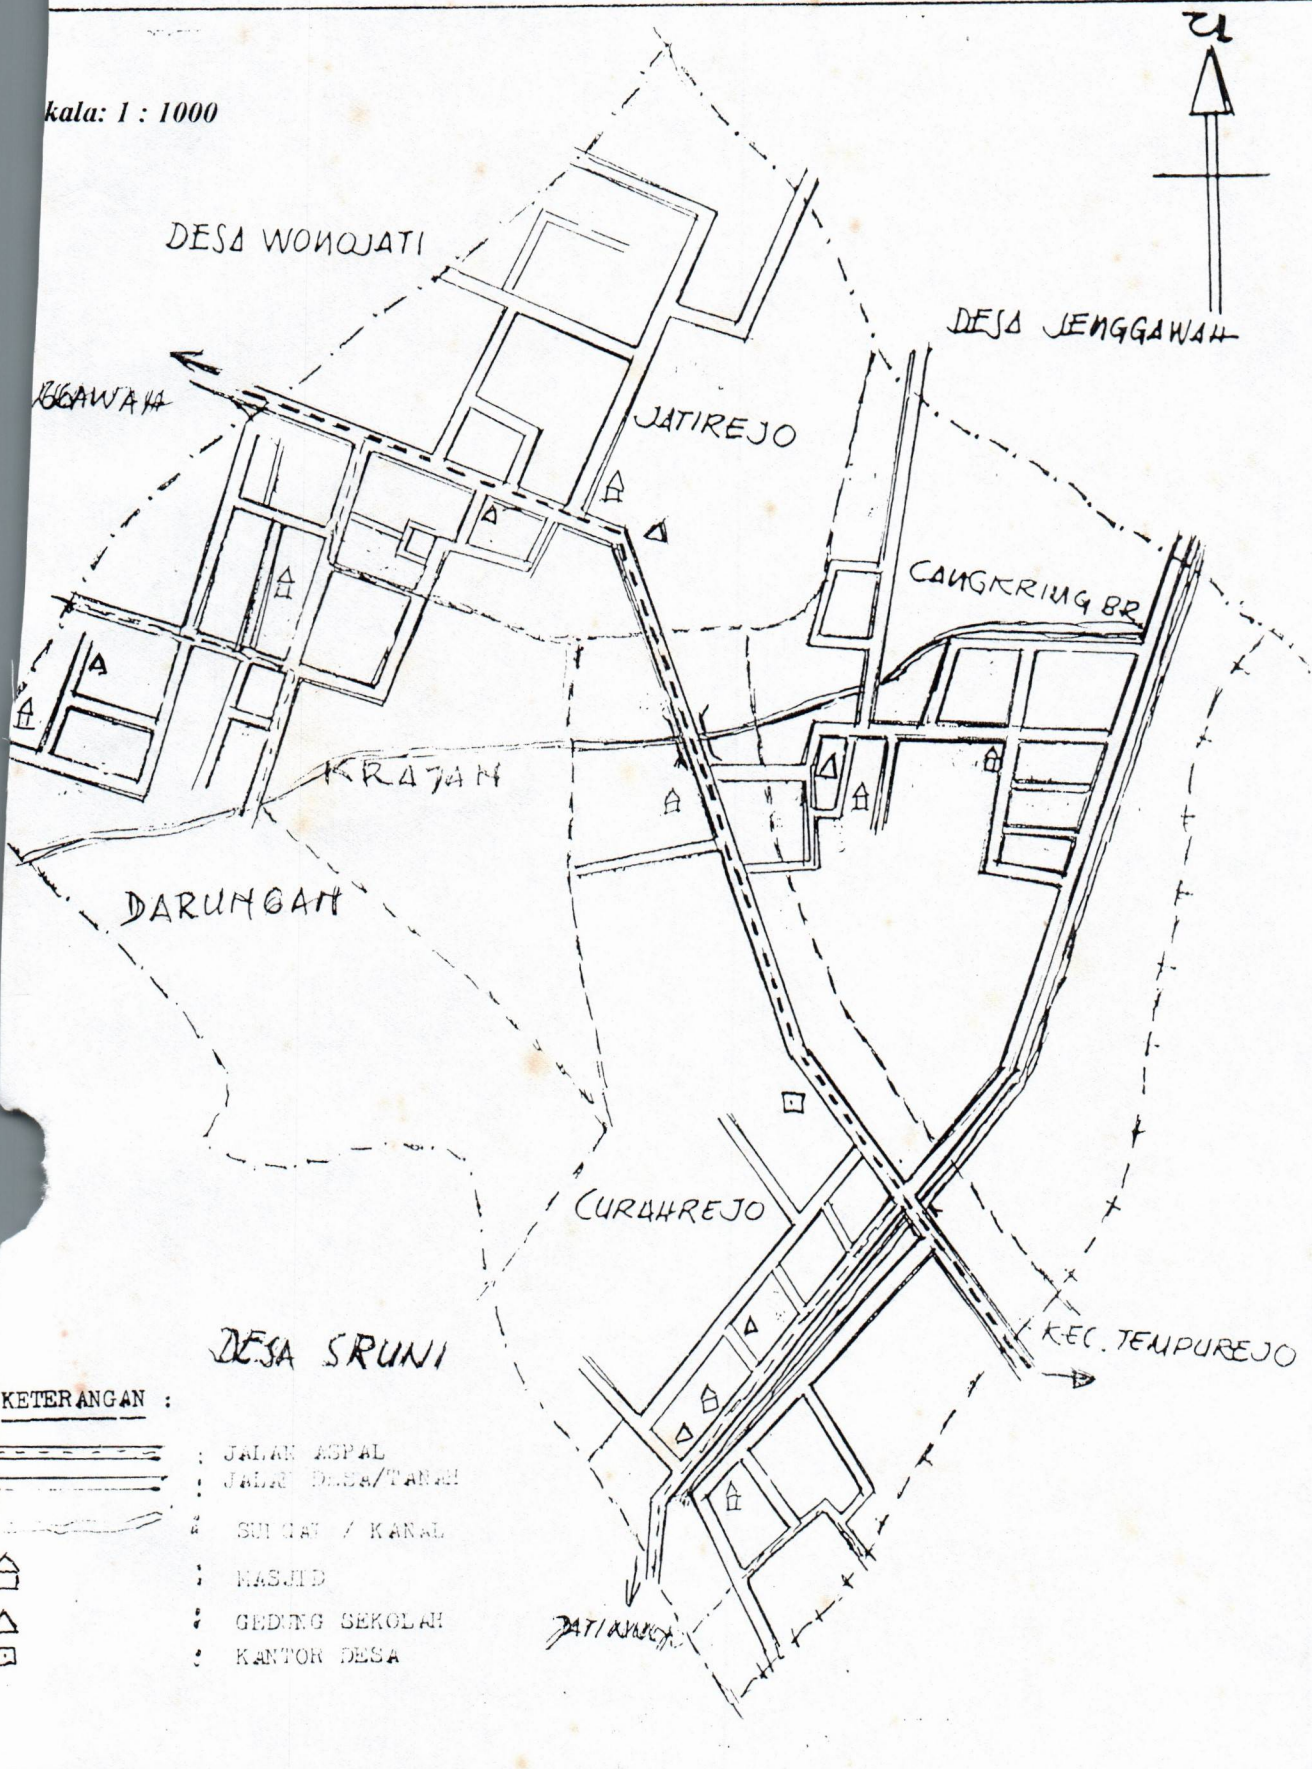 U
kala: 1 : 1000
DESA WONOJATI
DESA JENGGAWAH
GGAWAH
JATIREJO
CANGKRING BR
KRAJAN
DARUNGAN
CURAHREJO
DESA SRUNI
KEC. TEMPUREJO
KETERANGAN :
: JALAN ASPAL
: JALAN DESA/TANAH
: SUNGAI / KANAL
: MASJID
: GEDUNG SEKOLAH
: KANTOR DESA